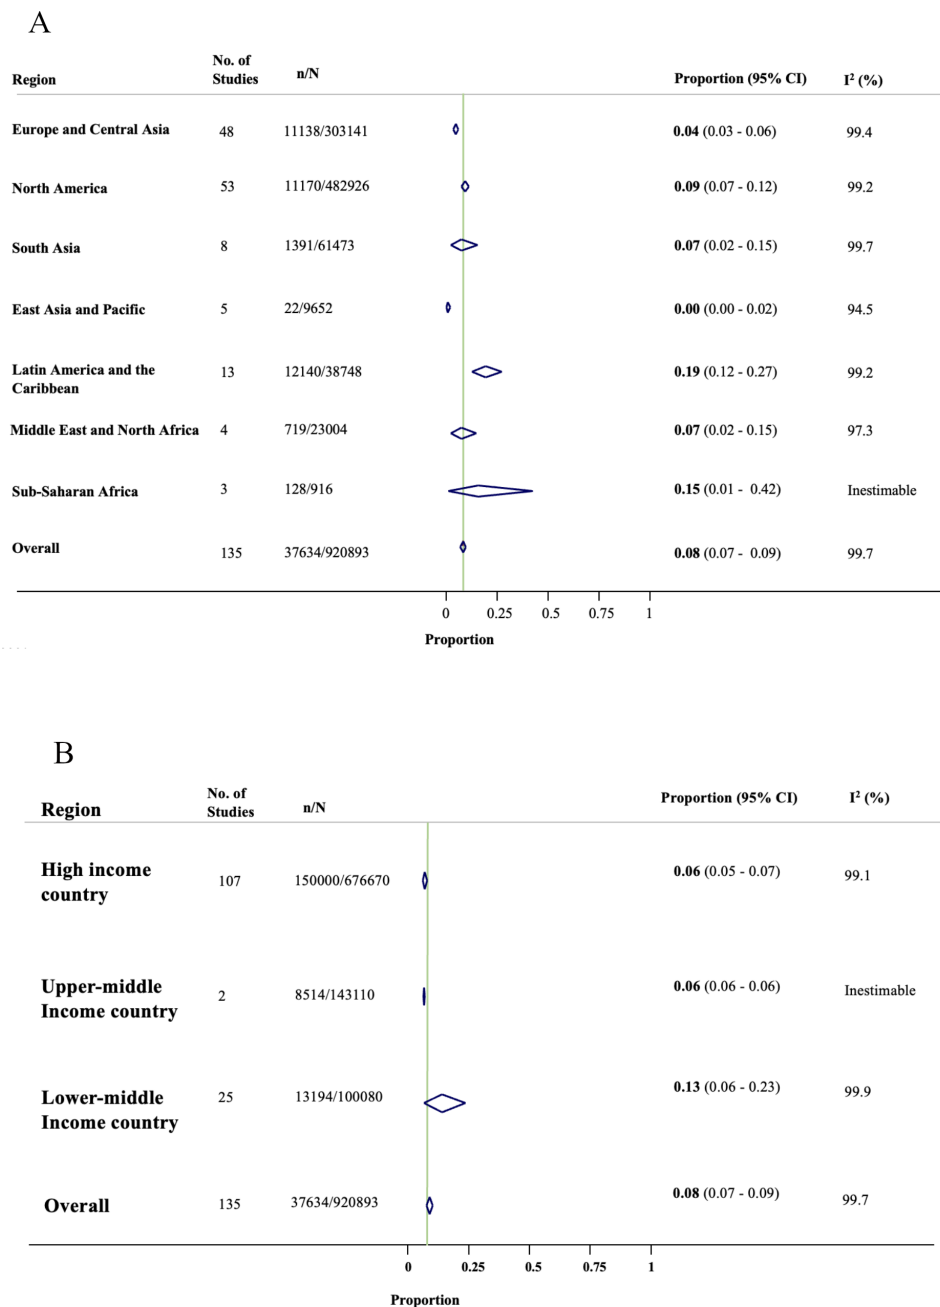 A
Region No. of Studies n/N Proportion (95% CI) I² (%)
Europe and Central Asia 48 11138/303141 0.04 (0.03 - 0.06) 99.4
North America 53 11170/482926 0.09 (0.07 - 0.12) 99.2
South Asia 8 1391/61473 0.07 (0.02 - 0.15) 99.7
East Asia and Pacific 5 22/9652 0.00 (0.00 - 0.02) 94.5
Latin America and the Caribbean 13 12140/38748 0.19 (0.12 - 0.27) 99.2
Middle East and North Africa 4 719/23004 0.07 (0.02 - 0.15) 97.3
Sub-Saharan Africa 3 128/916 0.15 (0.01 - 0.42) Inestimable
Overall 135 37634/920893 0.08 (0.07 - 0.09) 99.7
0 0.25 0.5 0.75 1
Proportion
B
Region No. of Studies n/N Proportion (95% CI) I² (%)
High income country 107 150000/676670 0.06 (0.05 - 0.07) 99.1
Upper-middle Income country 2 8514/143110 0.06 (0.06 - 0.06) Inestimable
Lower-middle Income country 25 13194/100080 0.13 (0.06 - 0.23) 99.9
Overall 135 37634/920893 0.08 (0.07 - 0.09) 99.7
0 0.25 0.5 0.75 1
Proportion